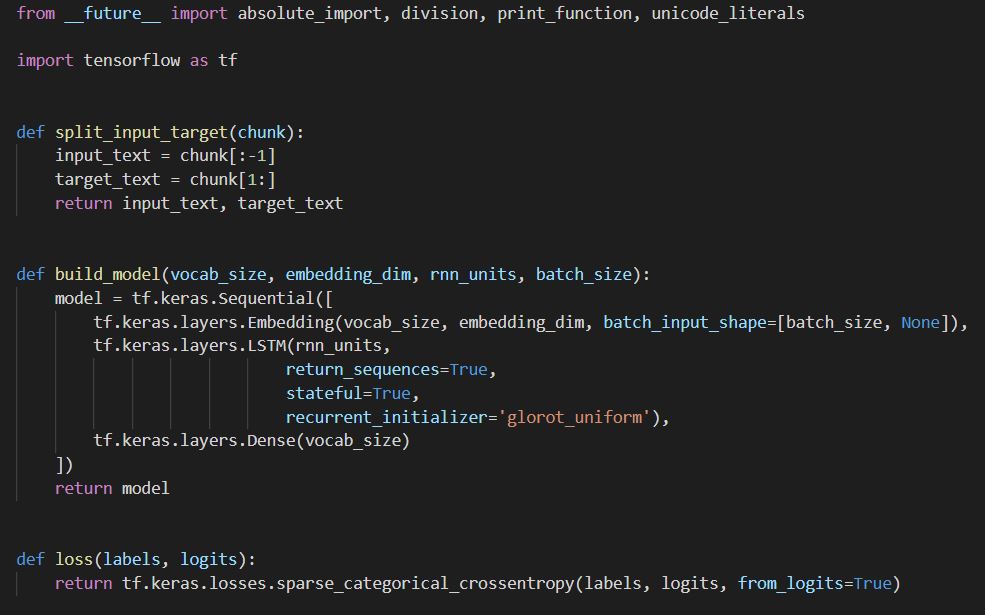 from __future__ import absolute_import, division, print_function, unicode_literals
import tensorflow as tf
def split_input_target(chunk):
    input_text = chunk[:-1]
    target_text = chunk[1:]
    return input_text, target_text
def build_model(vocab_size, embedding_dim, rnn_units, batch_size):
    model = tf.keras.Sequential([
        tf.keras.layers.Embedding(vocab_size, embedding_dim, batch_input_shape=[batch_size, None]),
        tf.keras.layers.LSTM(rnn_units,
                            return_sequences=True,
                            stateful=True,
                            recurrent_initializer='glorot_uniform'),
        tf.keras.layers.Dense(vocab_size)
    ])
    return model
def loss(labels, logits):
    return tf.keras.losses.sparse_categorical_crossentropy(labels, logits, from_logits=True)